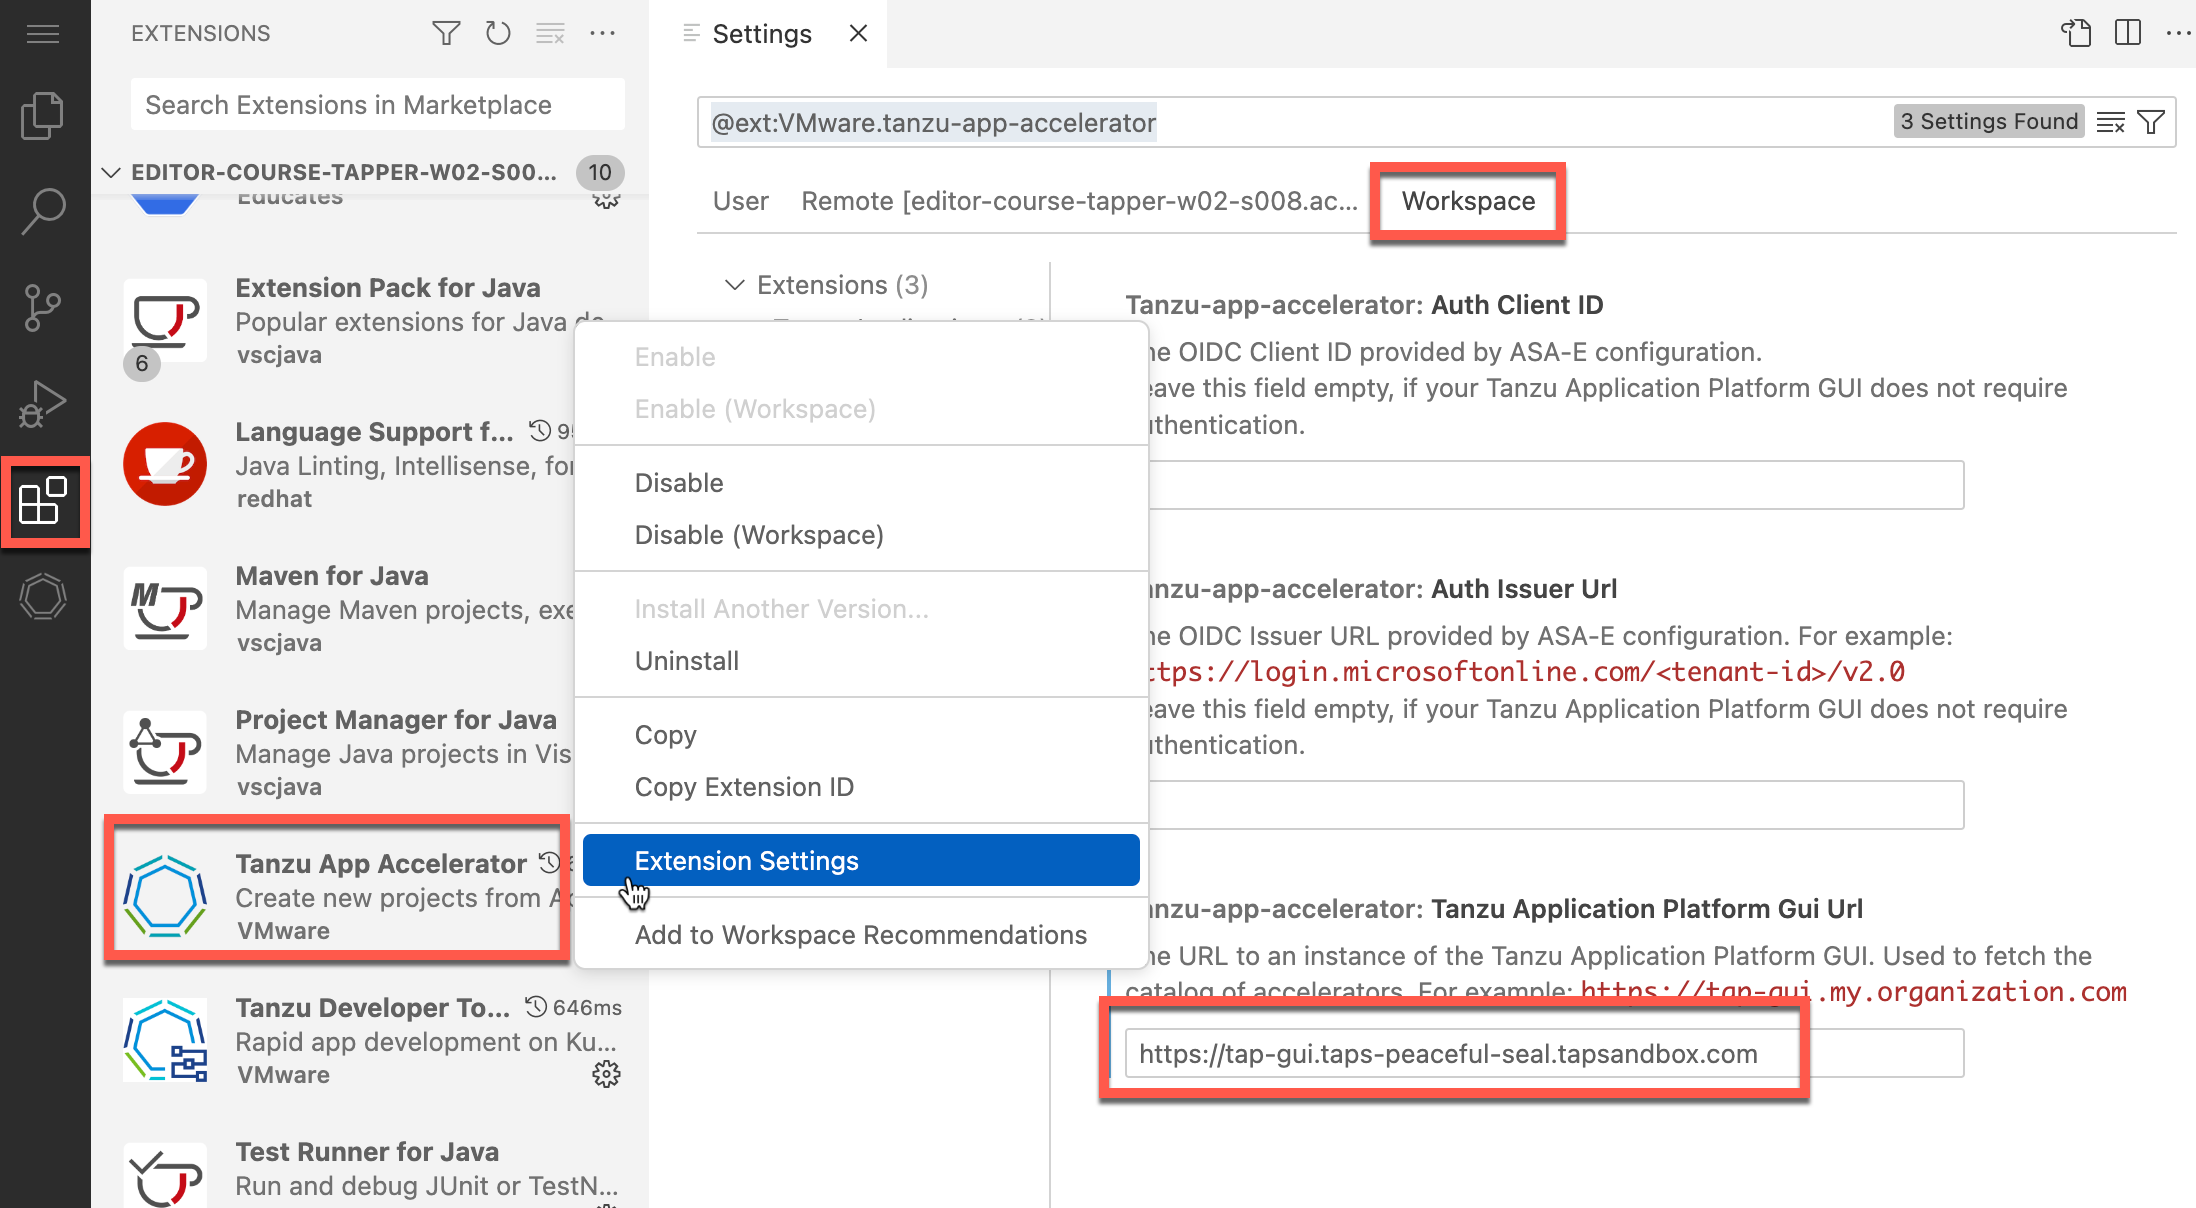 EXTENSIONS
Search Extensions in Marketplace
EDITOR-COURSE-TAPPER-W02-S00... 10
Educates
Extension Pack for Java
Popular extensions for Java de
vscjava
6
Language Support f...
Java Linting, Intellisense, for
redhat
Maven for Java
Manage Maven projects, exe
vscjava
Project Manager for Java
Manage Java projects in Vis
vscjava
Tanzu App Accelerator
Create new projects from Ac
VMware
Tanzu Developer To... 646ms
Rapid app development on Ku...
VMware
Test Runner for Java
Run and debug JUnit or TestN...
Enable
Enable (Workspace)
Disable
Disable (Workspace)
Install Another Version...
Uninstall
Copy
Copy Extension ID
Extension Settings
Add to Workspace Recommendations
Settings
@ext:VMware.tanzu-app-accelerator
3 Settings Found
User Remote [editor-course-tapper-w02-s008.ac... Workspace
Extensions (3)
Tanzu-app-accelerator: Auth Client ID
he OIDC Client ID provided by ASA-E configuration.
eave this field empty, if your Tanzu Application Platform GUI does not require
uthentication.
anzu-app-accelerator: Auth Issuer Url
he OIDC Issuer URL provided by ASA-E configuration. For example:
ttps://login.microsoftonline.com/<tenant-id>/v2.0
eave this field empty, if your Tanzu Application Platform GUI does not require
uthentication.
anzu-app-accelerator: Tanzu Application Platform Gui Url
he URL to an instance of the Tanzu Application Platform GUI. Used to fetch the
catalog of accelerators. For example: https://tap-gui.my.organization.com
https://tap-gui.taps-peaceful-seal.tapsandbox.com